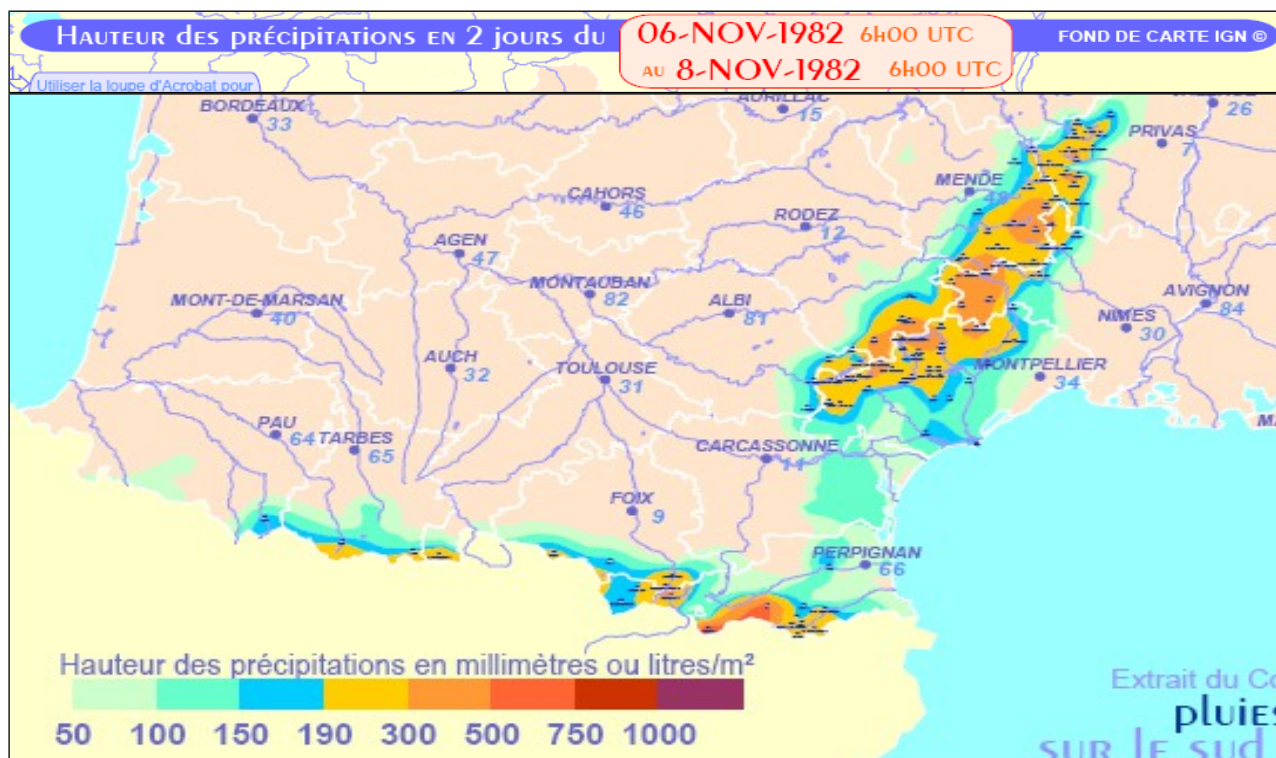 Hauteur des précipitations en 2 jours du 06-NOV-1982 6h00 UTC
au 8-NOV-1982 6h00 UTC
FOND DE CARTE IGN ©
Utiliser la loupe d'Acrobat pour
BORDEAUX
33
AURILLAC
15
26
PRIVAS
7
MENDE
48
CAHORS
46
RODEZ
12
AGEN
47
MONTAUBAN
82
ALBI
81
MONT-DE-MARSAN
40
AVIGNON
84
NIMES
30
AUCH
32
TOULOUSE
31
MONTPELLIER
34
PAU
64
TARBES
65
CARCASSONNE
11
FOIX
9
PERPIGNAN
66
Hauteur des précipitations en millimètres ou litres/m²
50 100 150 190 300 500 750 1000
Extrait du Co
pluies
sur le sud